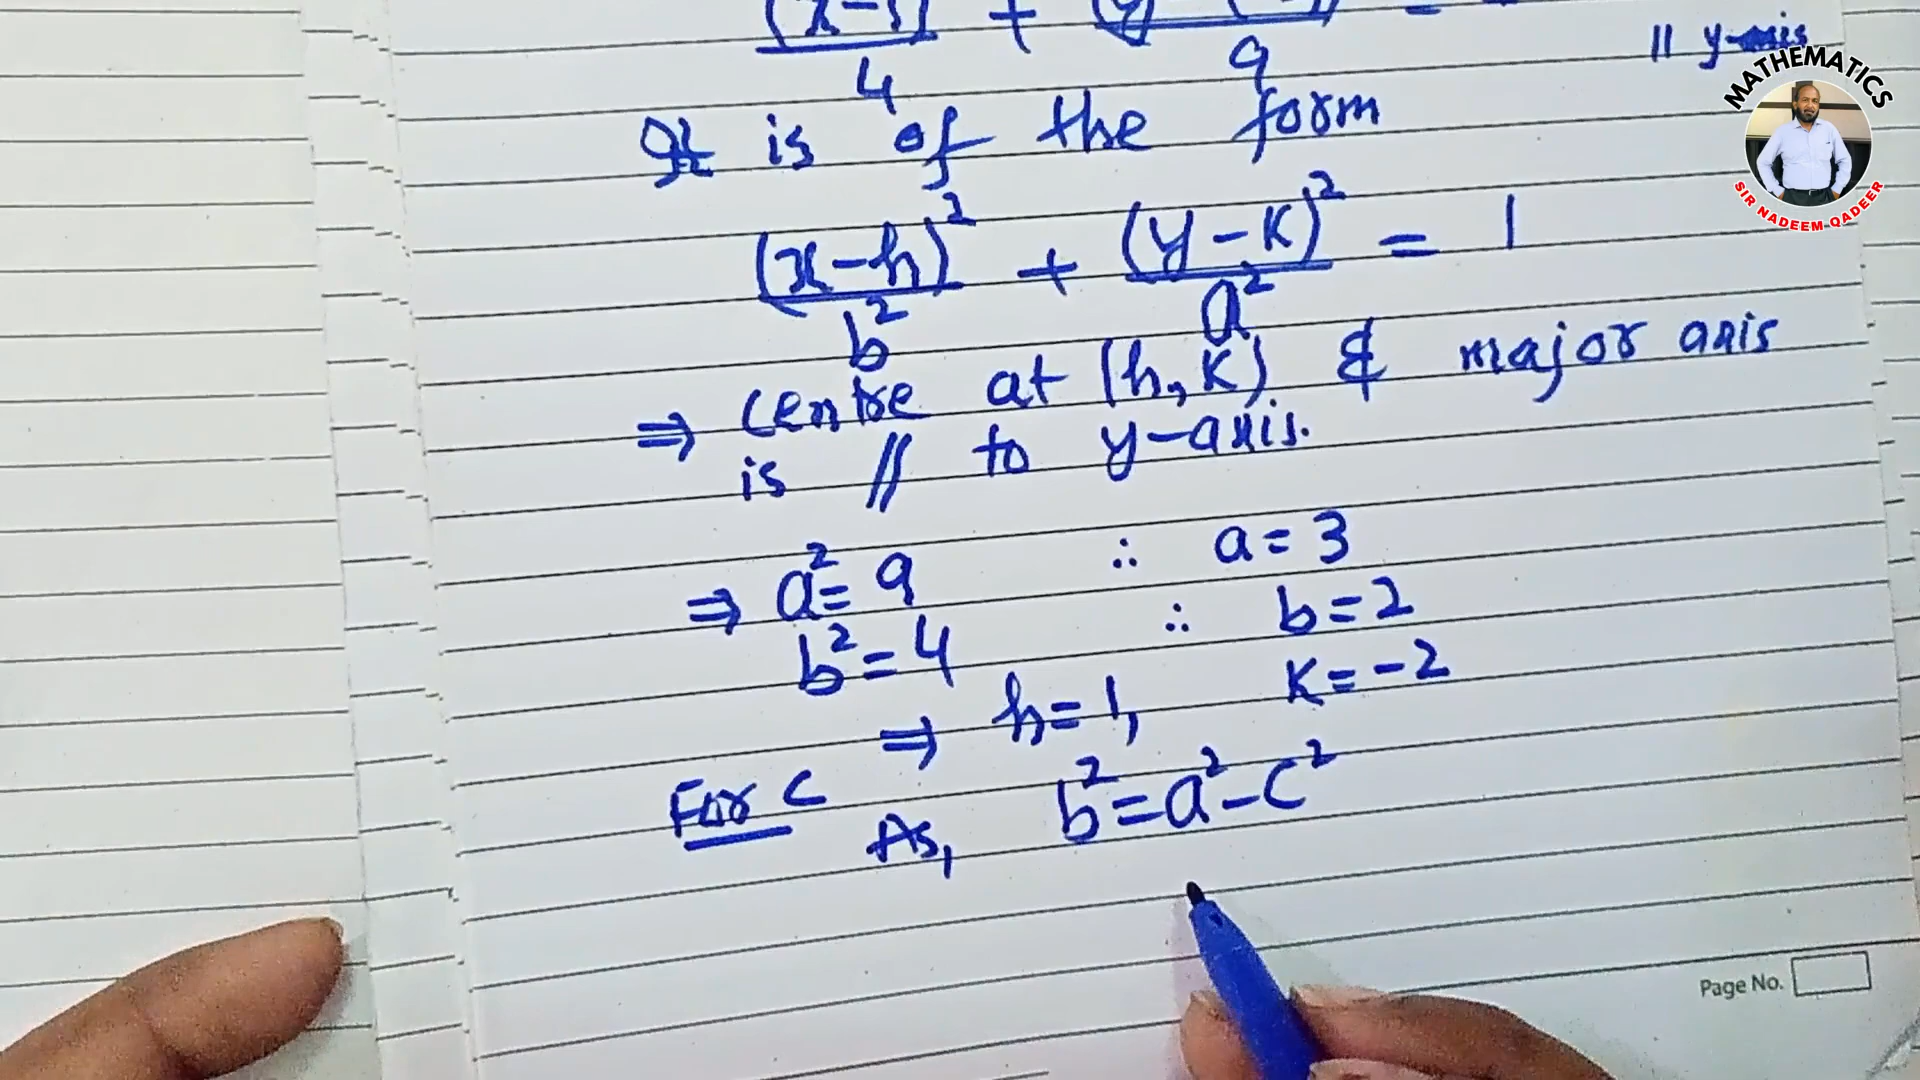 (x-1) + (y
4 9
|| y-axis
It is of the form
(x-h)² / b² + (y-k)² / a² = 1
⇒ Centre at (h, k) & major axis
is // to y-axis.
⇒ a² = 9 ∴ a = 3
b² = 4 ∴ b = 2
⇒ h = 1, k = -2
For c
As, b² = a² - c²
Page No.
MATHEMATICS
SIR NADEEM QADEER